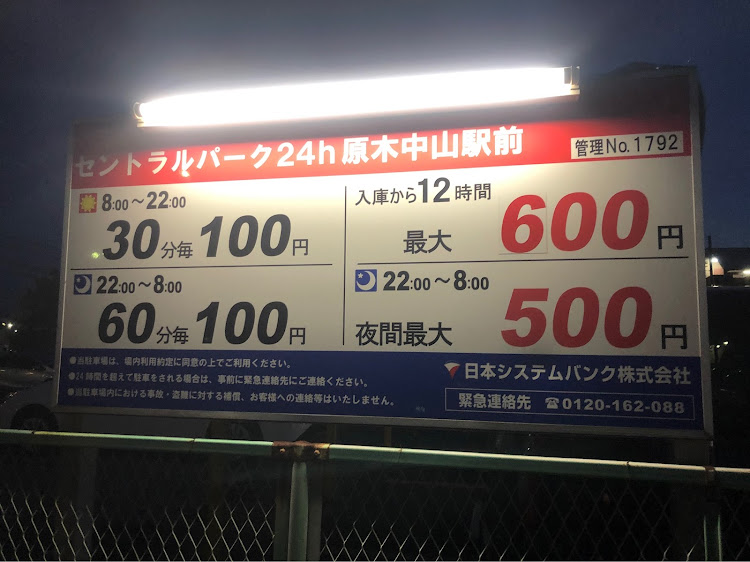 セントラルパーク24h原木中山駅前
管理No.1792
8:00～22:00
30分毎100円
22:00～8:00
60分毎100円
入庫から12時間
最大 600円
22:00～8:00
夜間最大 500円
●当駐車場は、場内利用約定に同意の上でご利用ください。
●24時間を超えて駐車をされる場合は、事前に緊急連絡先にご連絡ください。
●当駐車場内における事故・盗難に対する補償、お客様への連絡等はいたしません。
日本システムバンク株式会社
緊急連絡先 ☎0120-162-088